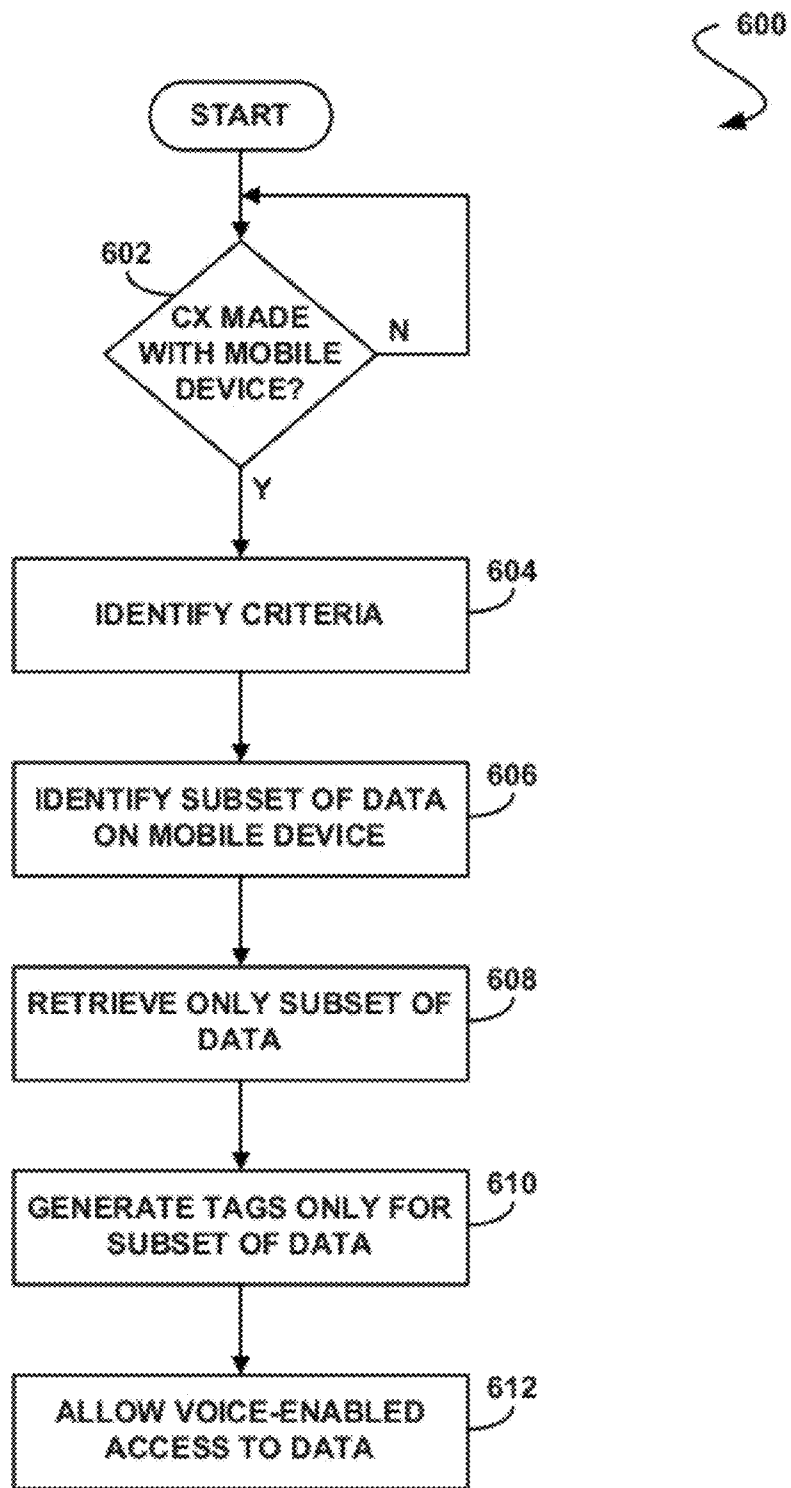 600
START
602
CX MADE
WITH MOBILE
DEVICE?
N
Y
604
IDENTIFY CRITERIA
606
IDENTIFY SUBSET OF DATA
ON MOBILE DEVICE
608
RETRIEVE ONLY SUBSET OF
DATA
610
GENERATE TAGS ONLY FOR
SUBSET OF DATA
612
ALLOW VOICE-ENABLED
ACCESS TO DATA